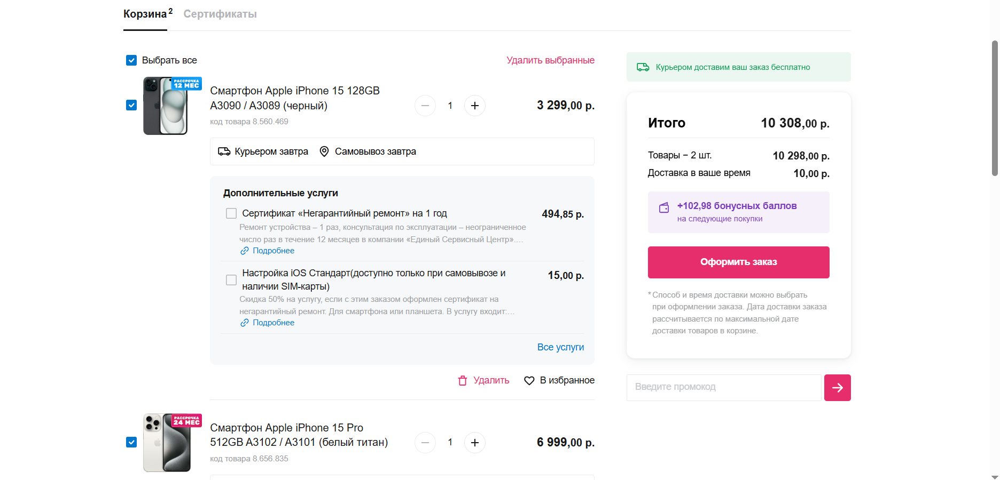 Корзина 2
Сертификаты
Выбрать все
Удалить выбранные
РАССРОЧКА
12 МЕС
Смартфон Apple iPhone 15 128GB
A3090 / A3089 (черный)
код товара 8.560.469
1
3 299,00 р.
Курьером завтра
Самовывоз завтра
Дополнительные услуги
Сертификат «Негарантийный ремонт» на 1 год
494,85 р.
Ремонт устройства – 1 раз, консультация по эксплуатации – неограниченное
число раз в течение 12 месяцев в компании «Единый Сервисный Центр»....
Подробнее
Настройка iOS Стандарт(доступно только при самовывозе и
наличии SIM-карты)
15,00 р.
Скидка 50% на услугу, если с этим заказом оформлен сертификат на
негарантийный ремонт. Для смартфона или планшета. В услугу входит:...
Подробнее
Все услуги
Удалить
В избранное
РАССРОЧКА
24 МЕС
Смартфон Apple iPhone 15 Pro
512GB A3102 / A3101 (белый титан)
код товара 8.656.835
1
6 999,00 р.
Курьером доставим ваш заказ бесплатно
Итого
10 308,00 р.
Товары – 2 шт.
10 298,00 р.
Доставка в ваше время
10,00 р.
+102,98 бонусных баллов
на следующие покупки
Оформить заказ
* Способ и время доставки можно выбрать
при оформлении заказа. Дата доставки заказа
рассчитывается по максимальной дате
доставки товаров в корзине.
Введите промокод